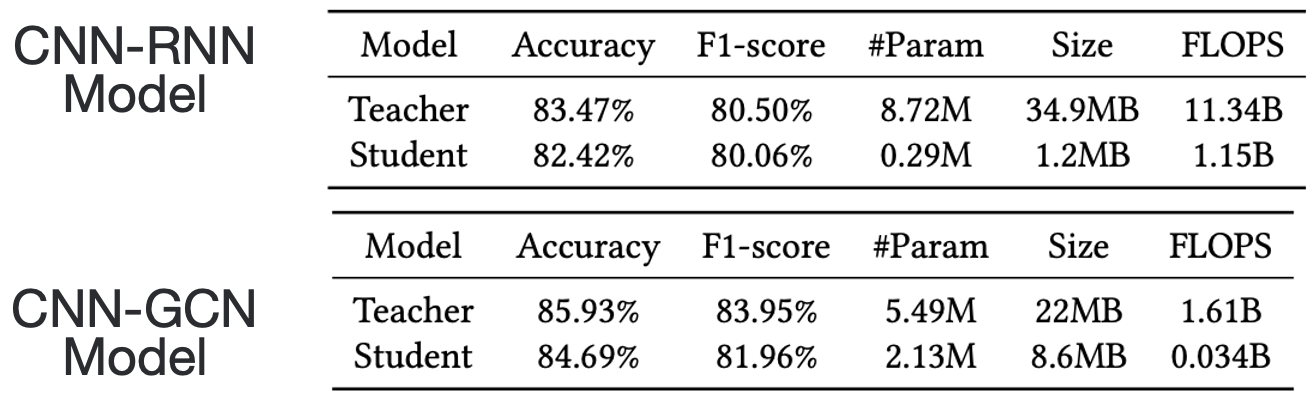 CNN-RNN
Model
Model Accuracy F1-score #Param Size FLOPS
Teacher 83.47% 80.50% 8.72M 34.9MB 11.34B
Student 82.42% 80.06% 0.29M 1.2MB 1.15B
CNN-GCN
Model
Model Accuracy F1-score #Param Size FLOPS
Teacher 85.93% 83.95% 5.49M 22MB 1.61B
Student 84.69% 81.96% 2.13M 8.6MB 0.034B